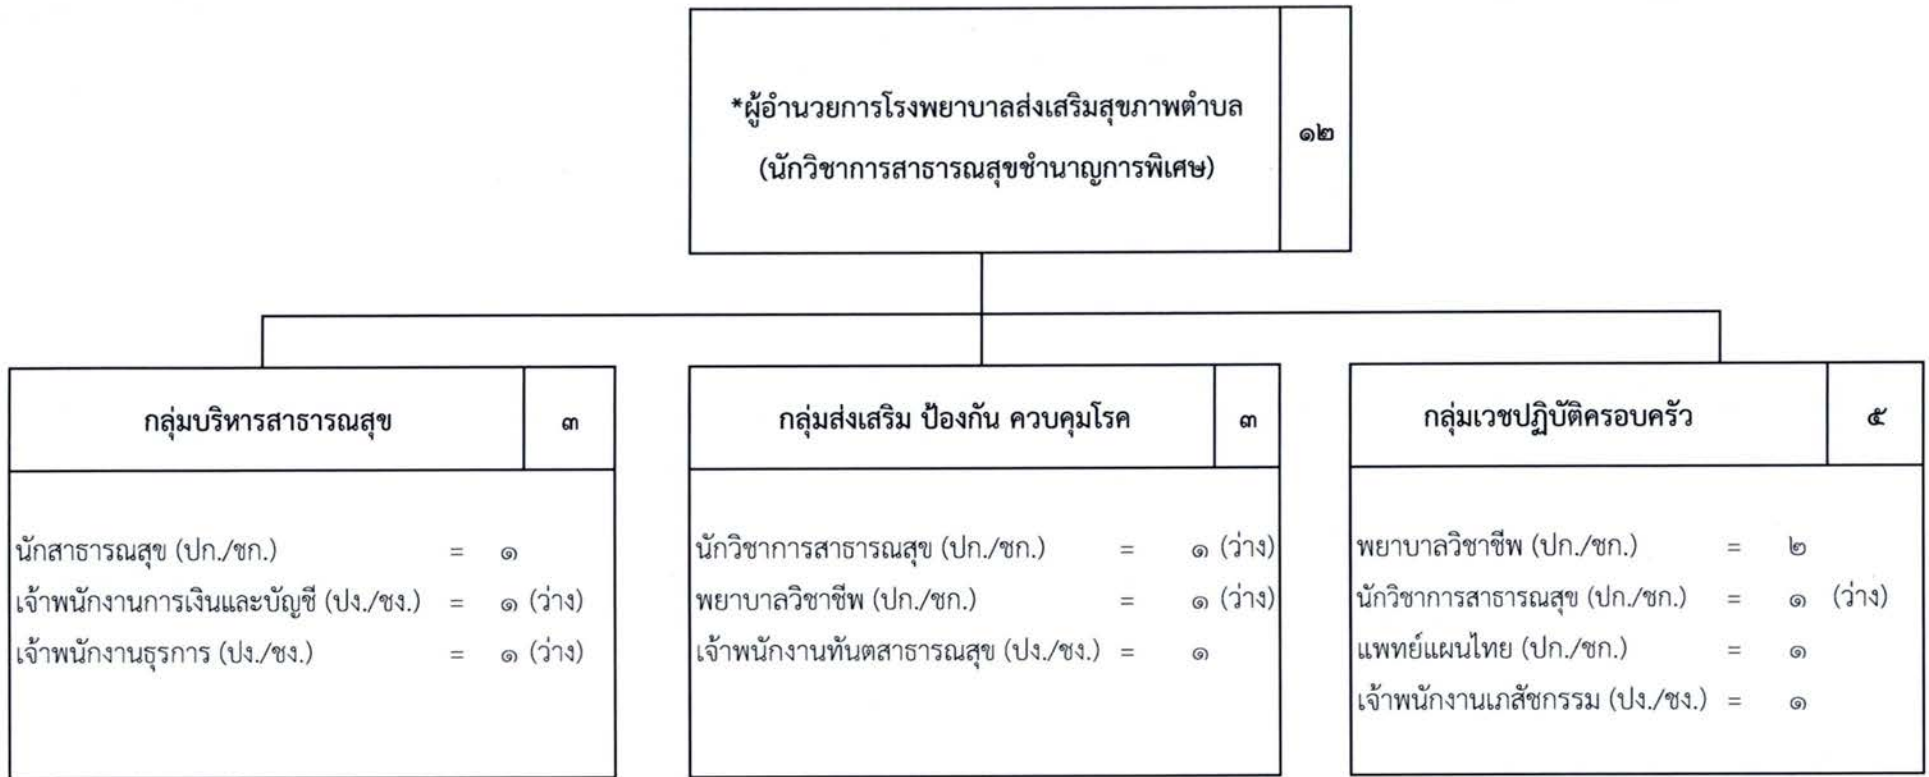 *ผู้อำนวยการโรงพยาบาลส่งเสริมสุขภาพตำบล
(นักวิชาการสาธารณสุขชำนาญการพิเศษ)
๑๒
กลุ่มบริหารสาธารณสุข ๓
นักสาธารณสุข (ปก./ชก.) = ๑
เจ้าพนักงานการเงินและบัญชี (ปง./ชง.) = ๑ (ว่าง)
เจ้าพนักงานธุรการ (ปง./ชง.) = ๑ (ว่าง)
กลุ่มส่งเสริม ป้องกัน ควบคุมโรค ๓
นักวิชาการสาธารณสุข (ปก./ชก.) = ๑ (ว่าง)
พยาบาลวิชาชีพ (ปก./ชก.) = ๑ (ว่าง)
เจ้าพนักงานทันตสาธารณสุข (ปง./ชง.) = ๑
กลุ่มเวชปฏิบัติครอบครัว ๕
พยาบาลวิชาชีพ (ปก./ชก.) = ๒
นักวิชาการสาธารณสุข (ปก./ชก.) = ๑ (ว่าง)
แพทย์แผนไทย (ปก./ชก.) = ๑
เจ้าพนักงานเภสัชกรรม (ปง./ชง.) = ๑